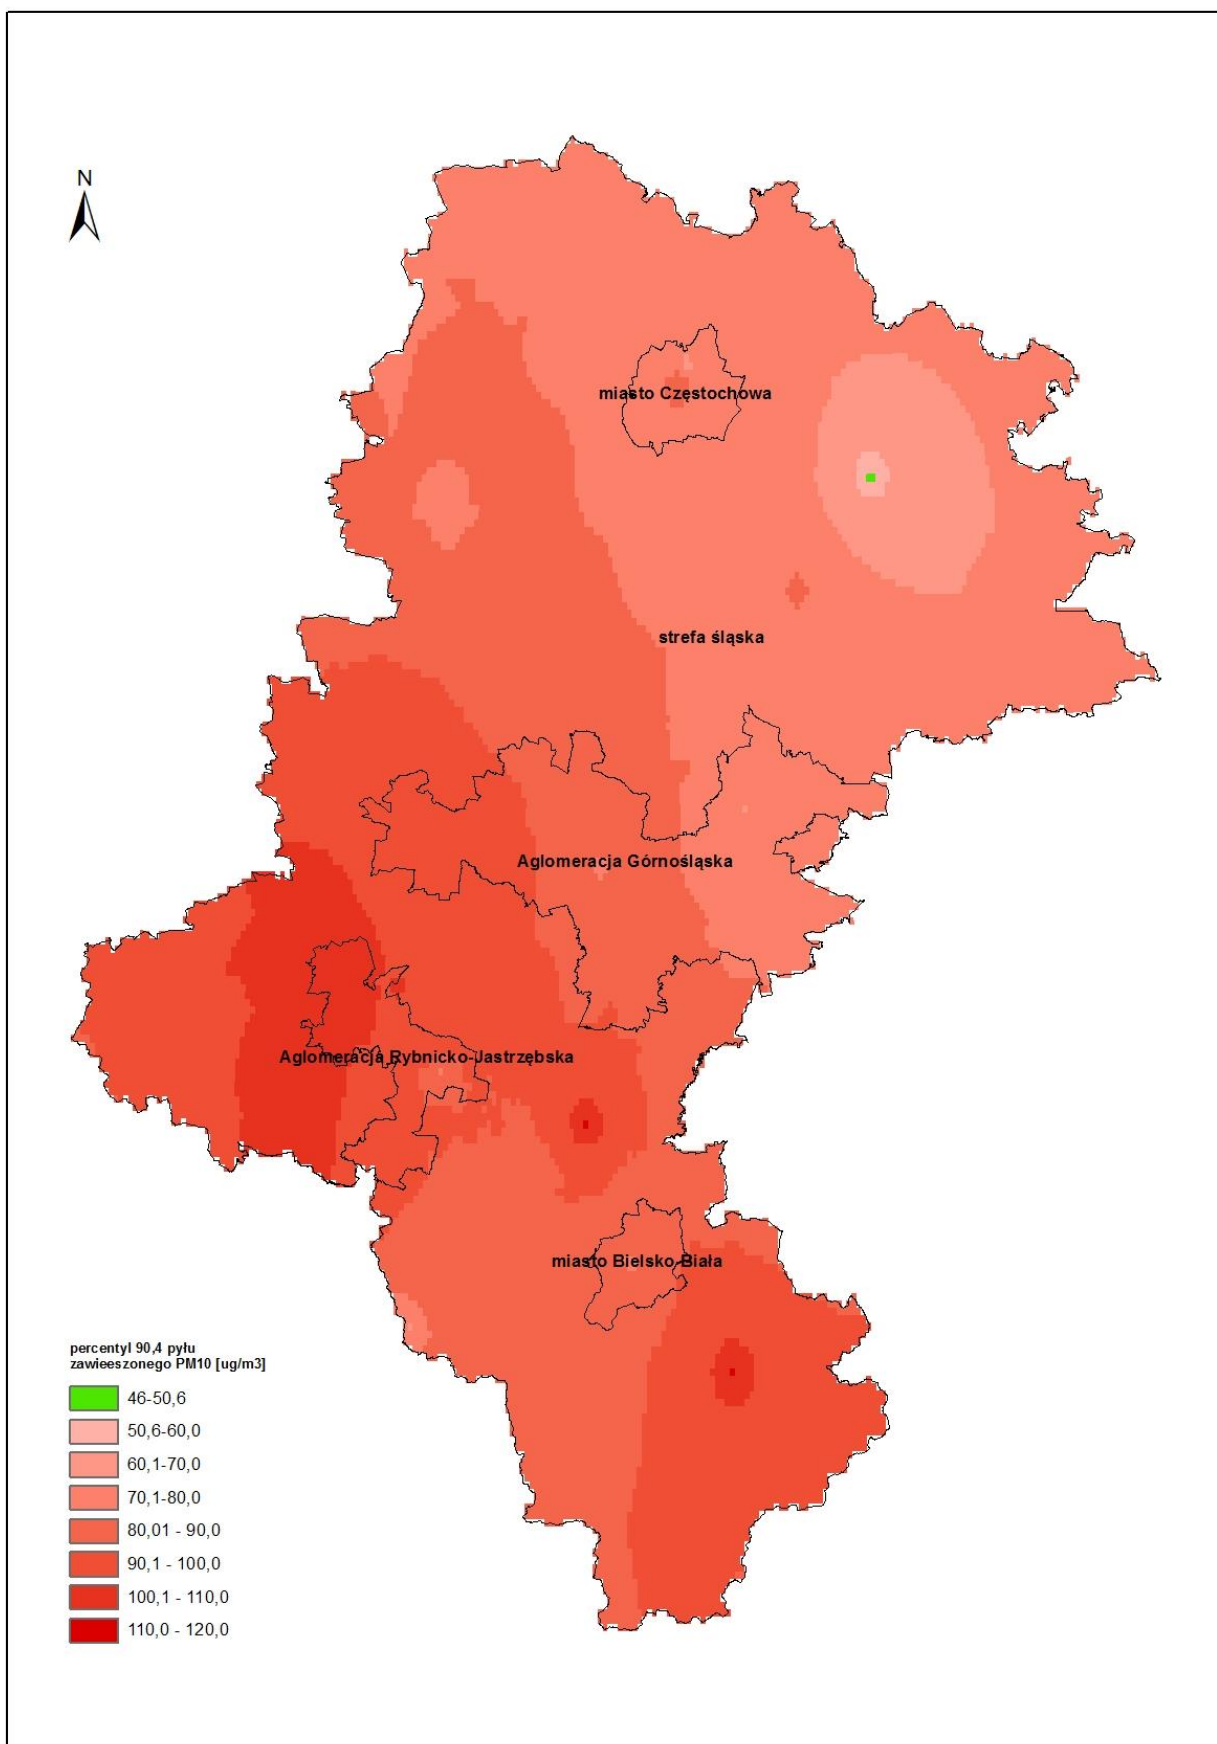 N
miasto Częstochowa
strefa śląska
Aglomeracja Górnośląska
Aglomeracja Rybnicko-Jastrzębska
miasto Bielsko-Biała
percentyl 90,4 pyłu
zawieeszonego PM10 [ug/m3]
46-50,6
50,6-60,0
60,1-70,0
70,1-80,0
80,01 - 90,0
90,1 - 100,0
100,1 - 110,0
110,0 - 120,0